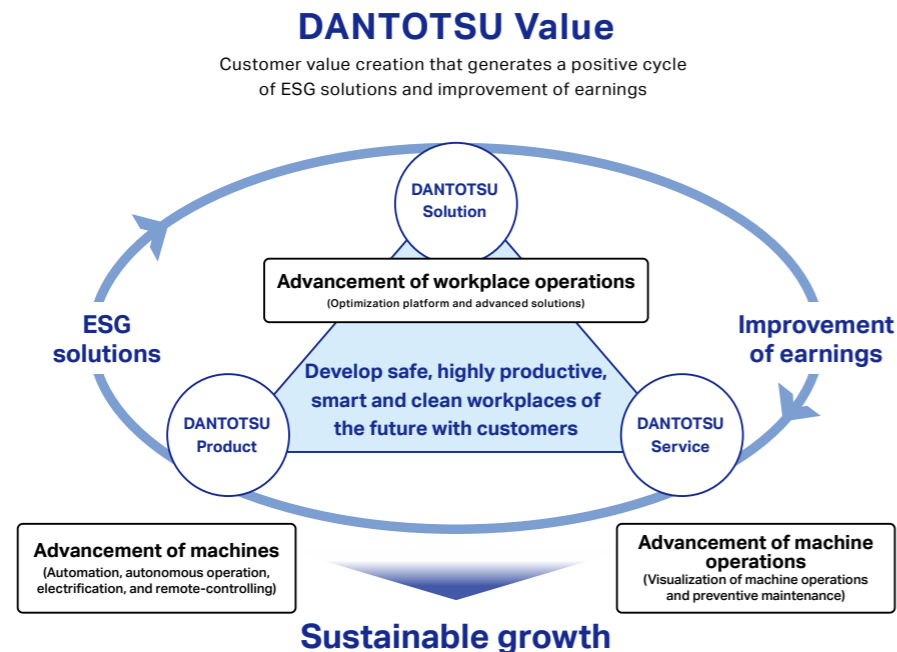 DANTOTSU Value
Customer value creation that generates a positive cycle
of ESG solutions and improvement of earnings
DANTOTSU
Solution
Advancement of workplace operations
(Optimization platform and advanced solutions)
ESG
solutions
Improvement
of earnings
Develop safe, highly productive,
smart and clean workplaces of
the future with customers
DANTOTSU
Product
DANTOTSU
Service
Advancement of machines
(Automation, autonomous operation,
electrification, and remote-controlling)
Advancement of machine
operations
(Visualization of machine operations
and preventive maintenance)
Sustainable growth